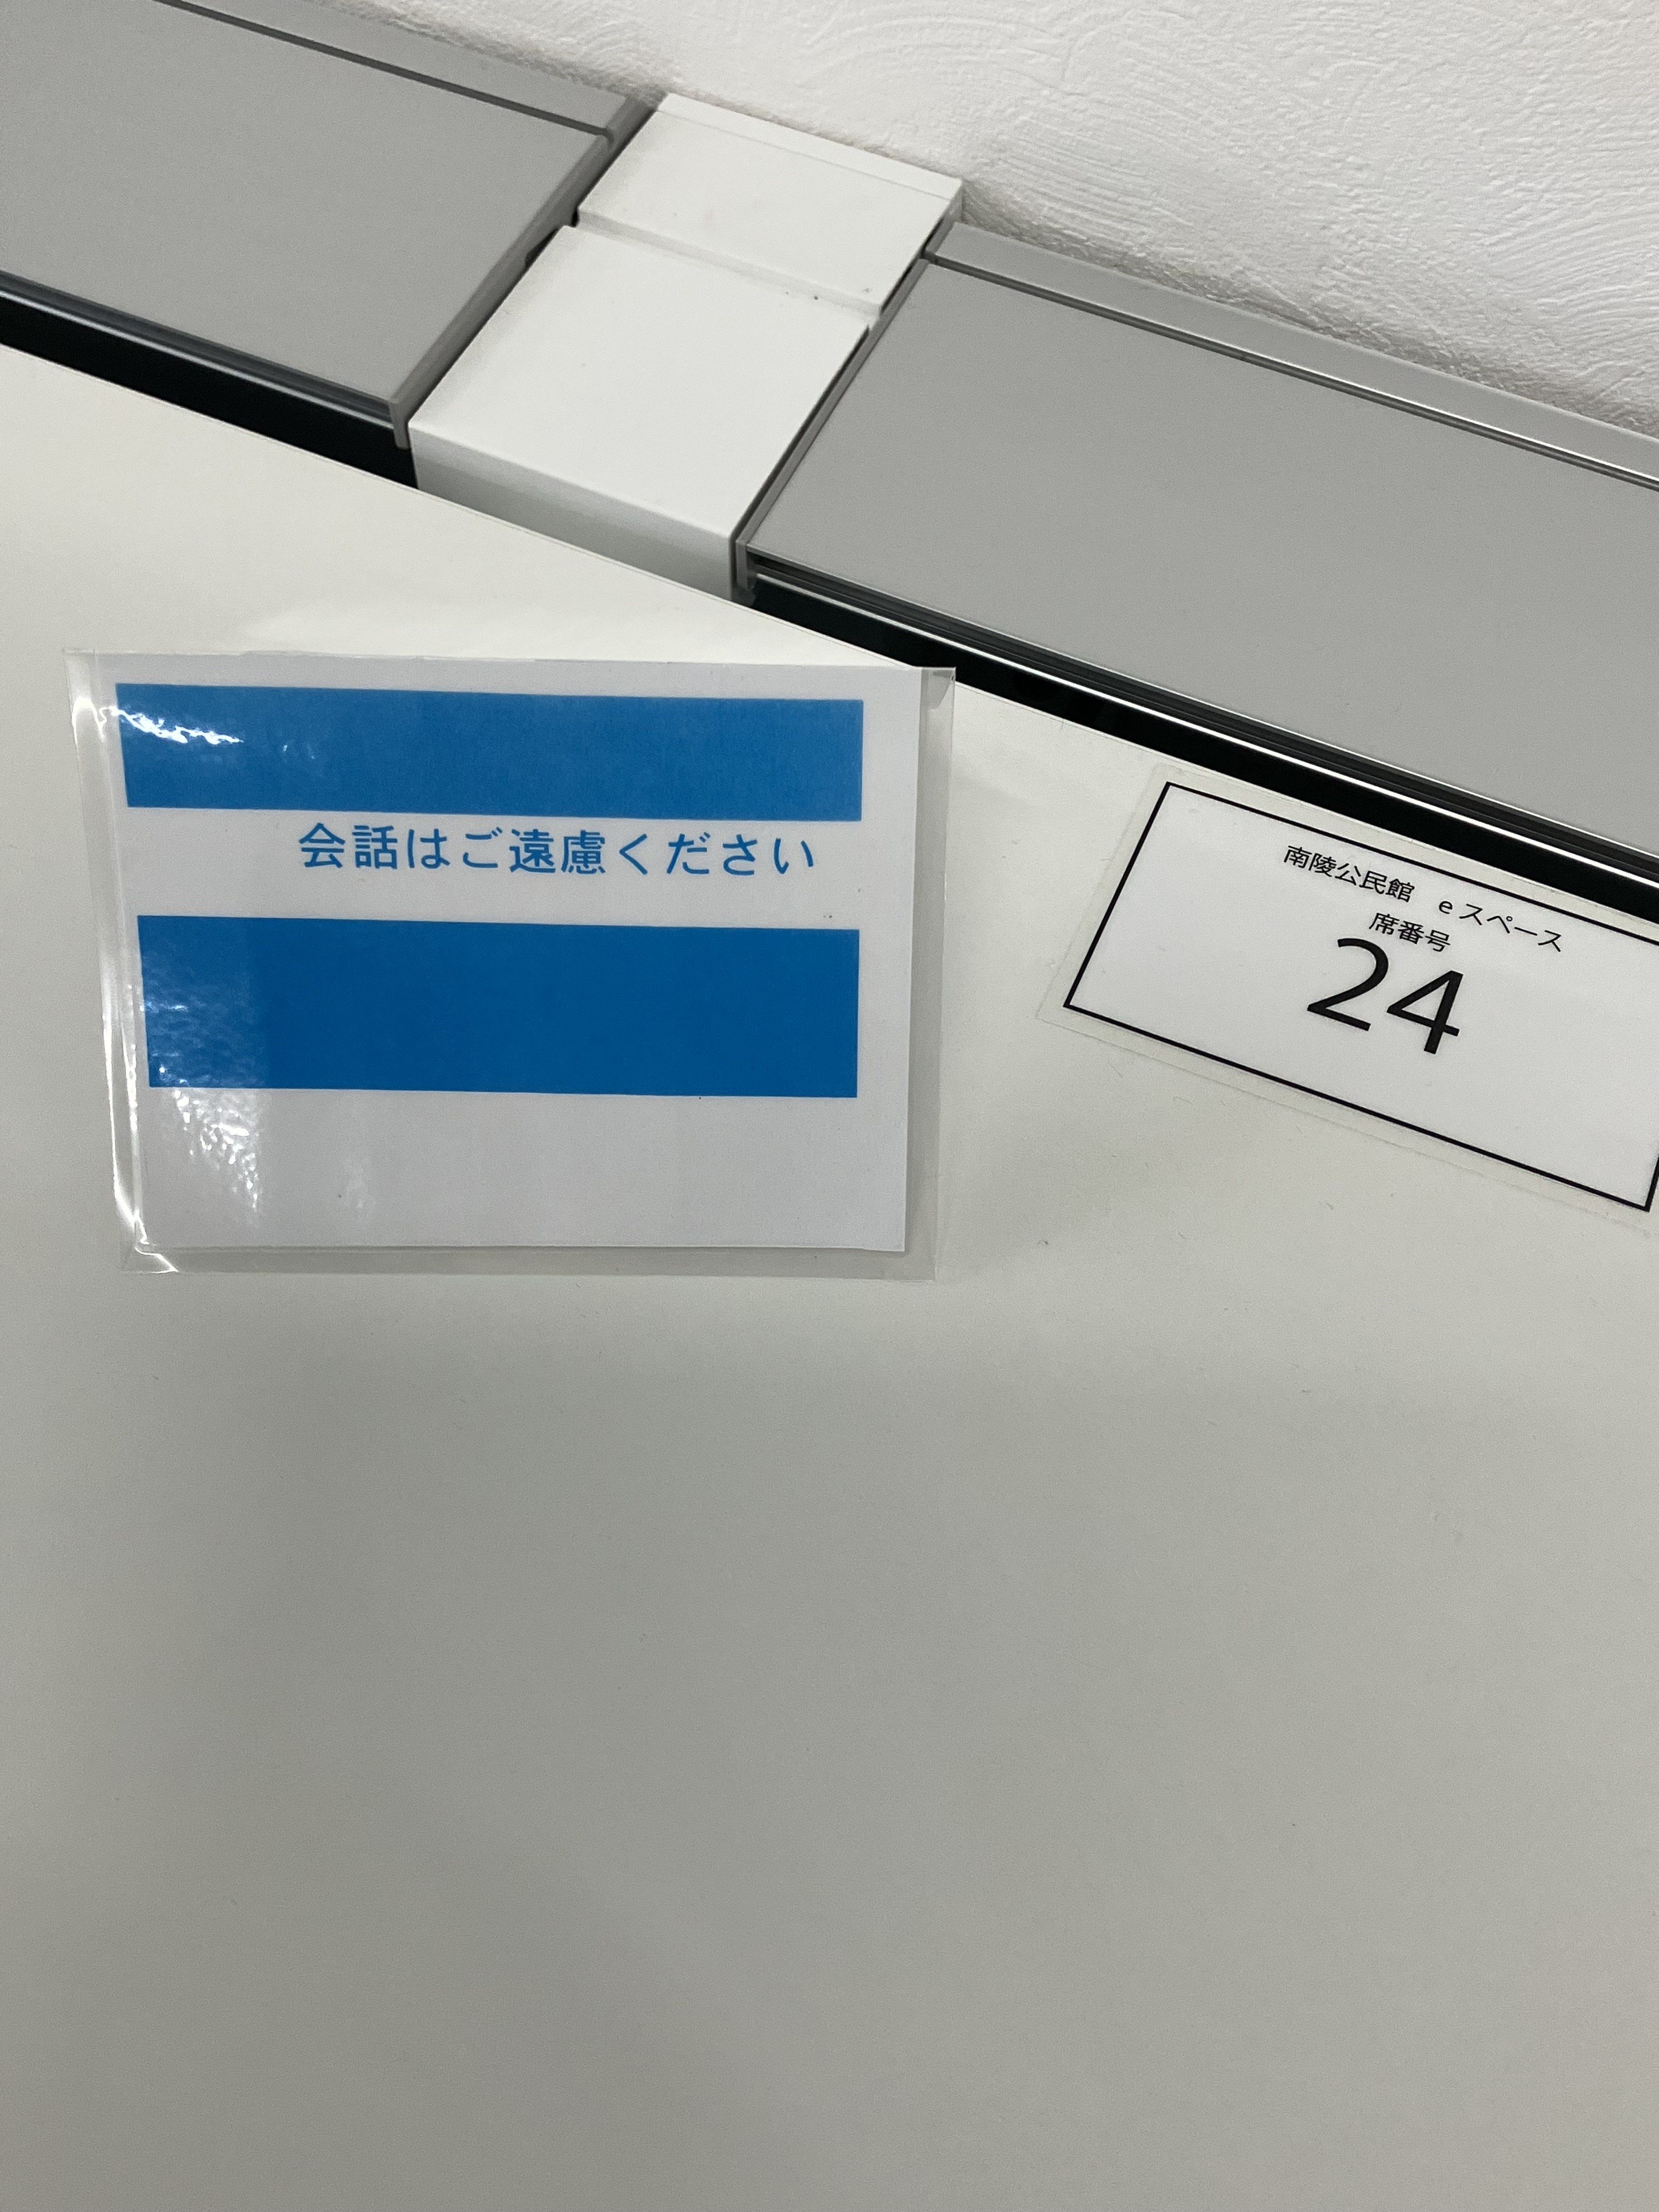 会話はご遠慮ください
南陵公民館　eスペース
席番号
24